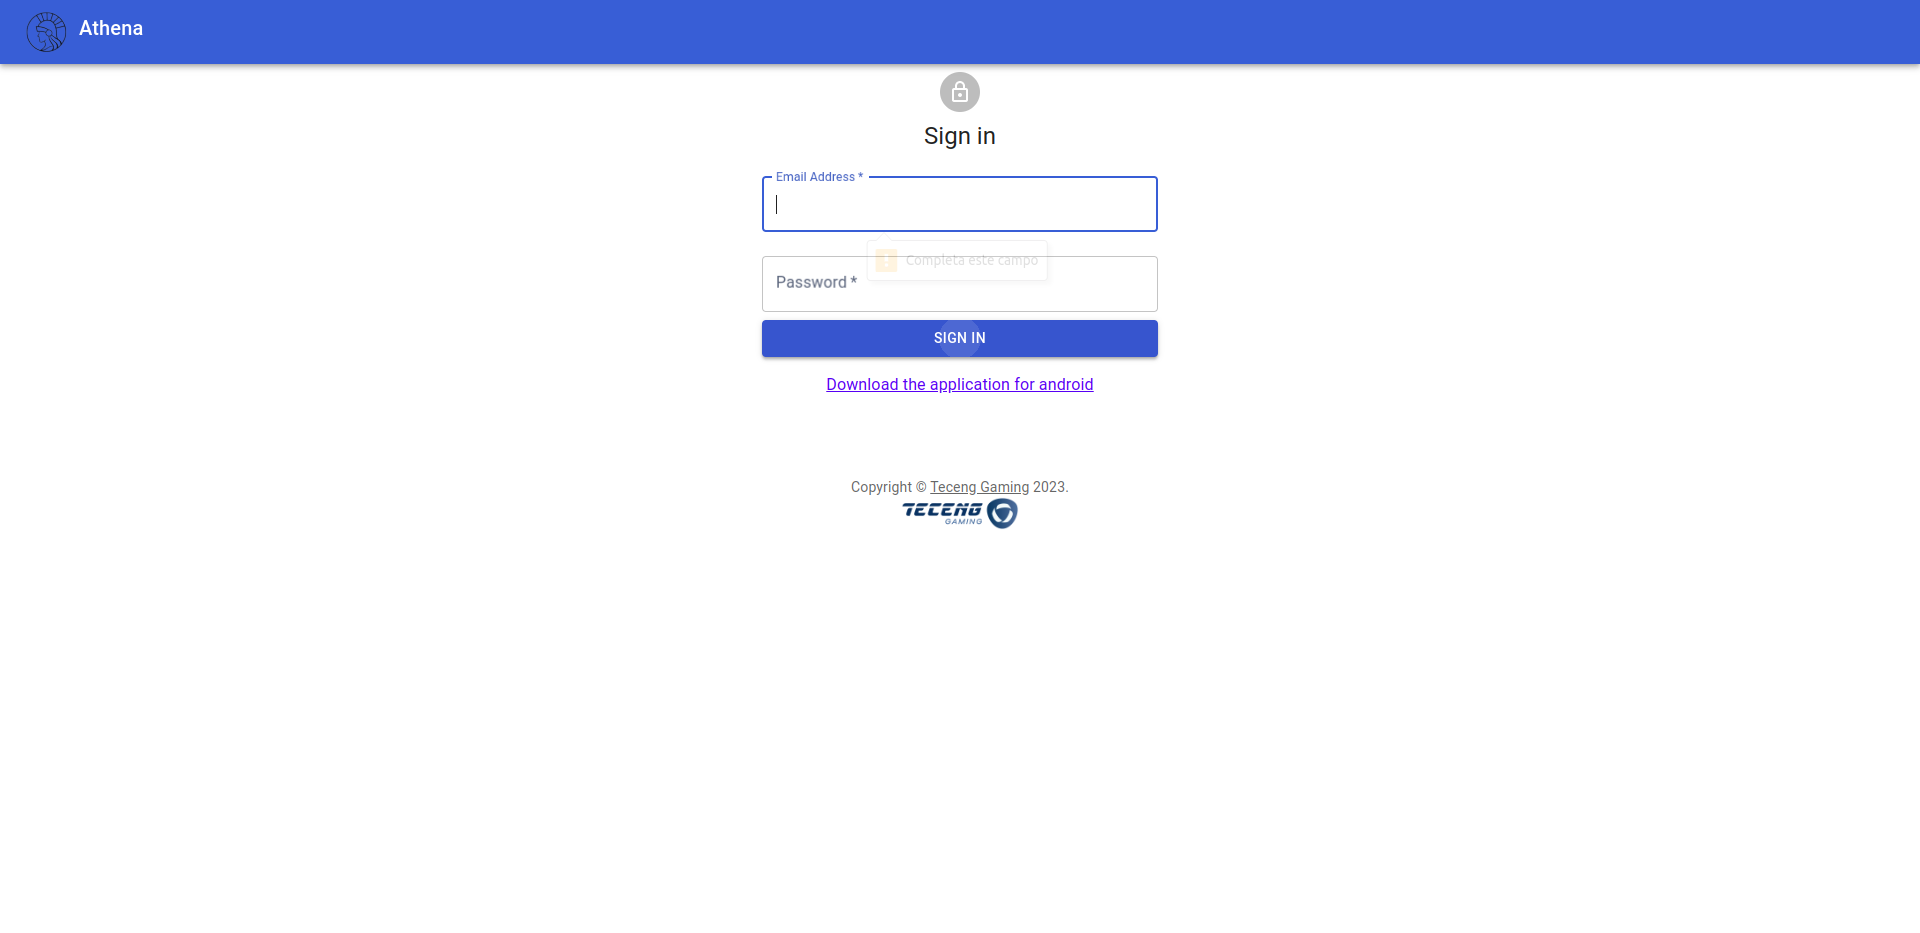 Athena
Sign in
Email Address *
Completa este campo
Password *
SIGN IN
Download the application for android
Copyright © Teceng Gaming 2023.
TECENG
GAMING